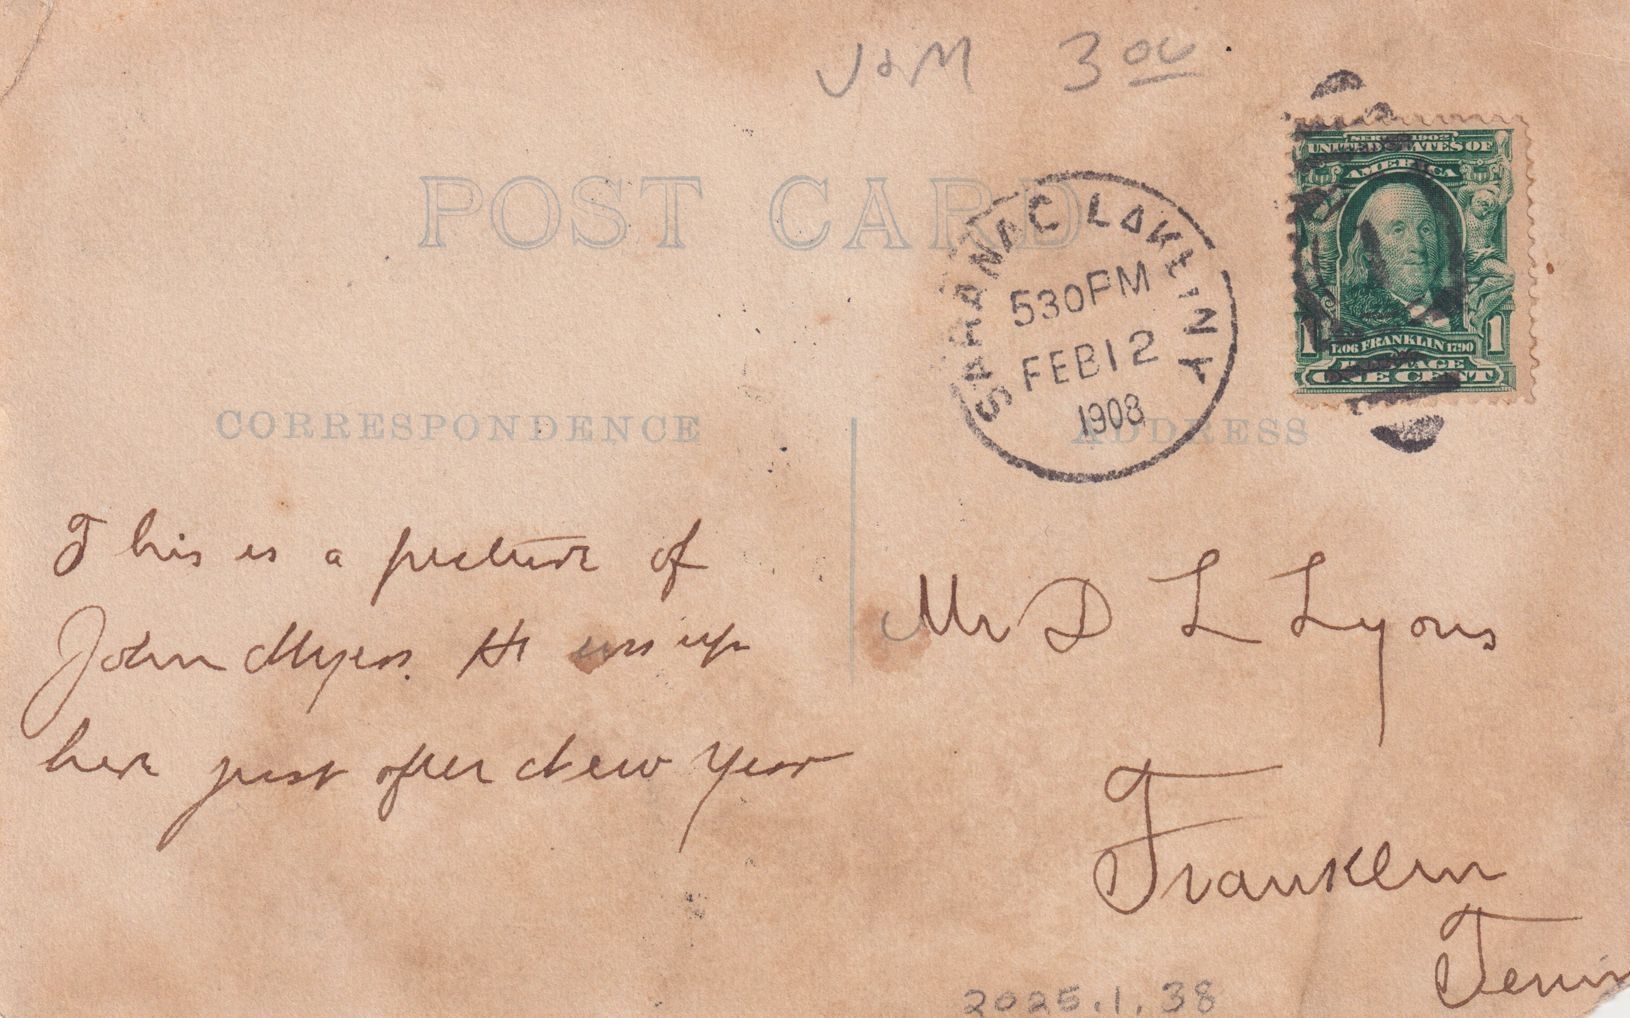 J & M 3 00
POST CARD
SARANAC LAKE N Y
530 PM
FEB 12
1908
SERIES 1902
UNITED STATES OF
AMERICA
1 1706 FRANKLIN 1790 1
POSTAGE
ONE CENT
CORRESPONDENCE
ADDRESS
This is a picture of
John Myers. He was up
here just after New Year
Mr D L Lyons
Franklin
Tenn
2025.1.38